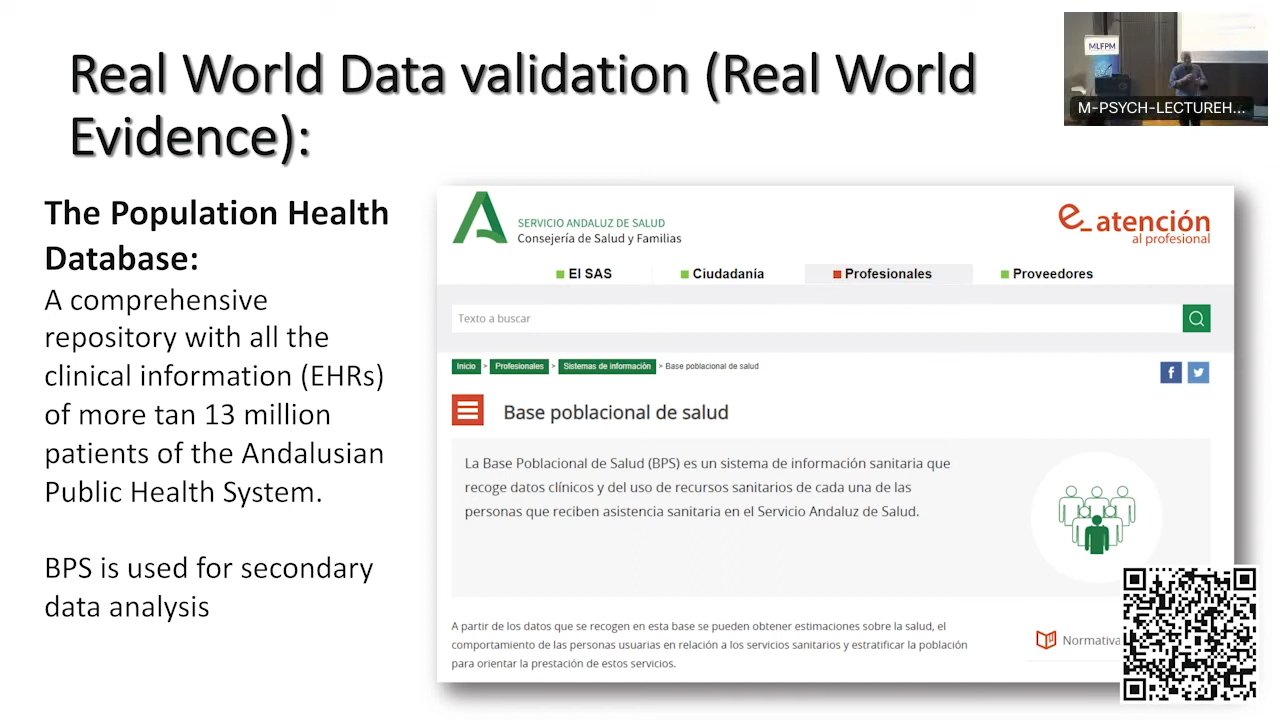 Real World Data validation (Real World
Evidence):
MLFPM
M-PSYCH-LECTUREH...
The Population Health
Database:
A comprehensive
repository with all the
clinical information (EHRs)
of more tan 13 million
patients of the Andalusian
Public Health System.
BPS is used for secondary
data analysis
SERVICIO ANDALUZ DE SALUD
Consejería de Salud y Familias
e_atención
al profesional
El SAS
Ciudadanía
Profesionales
Proveedores
Texto a buscar
Inicio > Profesionales > Sistemas de información > Base poblacional de salud
f
Base poblacional de salud
La Base Poblacional de Salud (BPS) es un sistema de información sanitaria que
recoge datos clínicos y del uso de recursos sanitarios de cada una de las
personas que reciben asistencia sanitaria en el Servicio Andaluz de Salud.
A partir de los datos que se recogen en esta base se pueden obtener estimaciones sobre la salud, el
comportamiento de las personas usuarias en relación a los servicios sanitarios y estratificar la población
para orientar la prestación de estos servicios.
Normativa